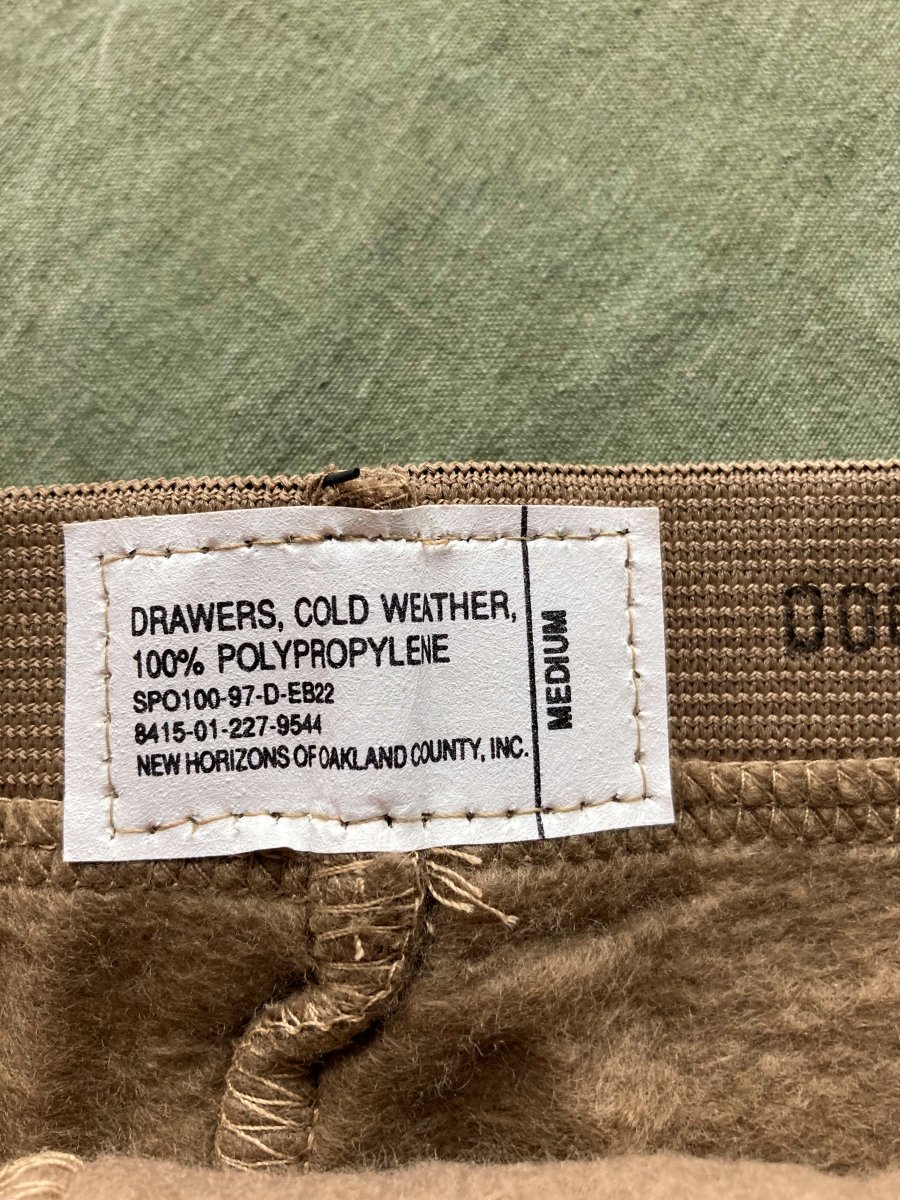 DRAWERS, COLD WEATHER,
100% POLYPROPYLENE
SPO100-97-D-EB22
8415-01-227-9544
NEW HORIZONS OF OAKLAND COUNTY, INC.
MEDIUM